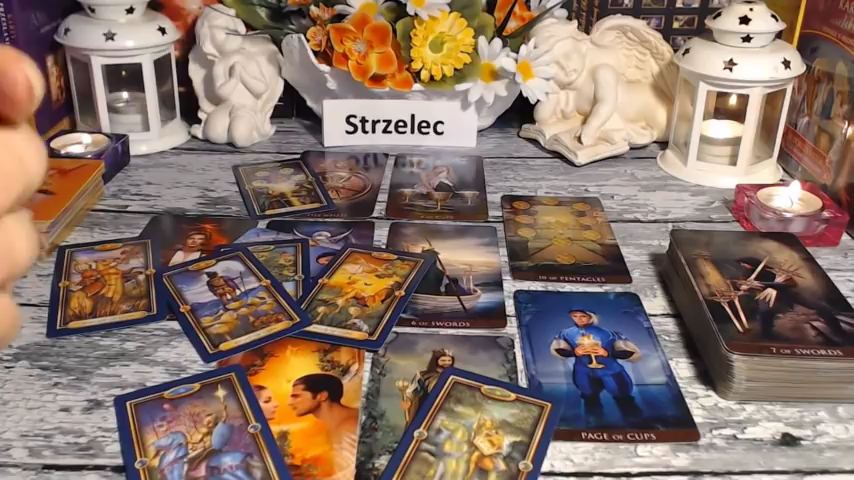 Strzelec
10 OF PENTACLES
6 OF SWORDS
7 OF SWORDS
PAGE OF CUPS